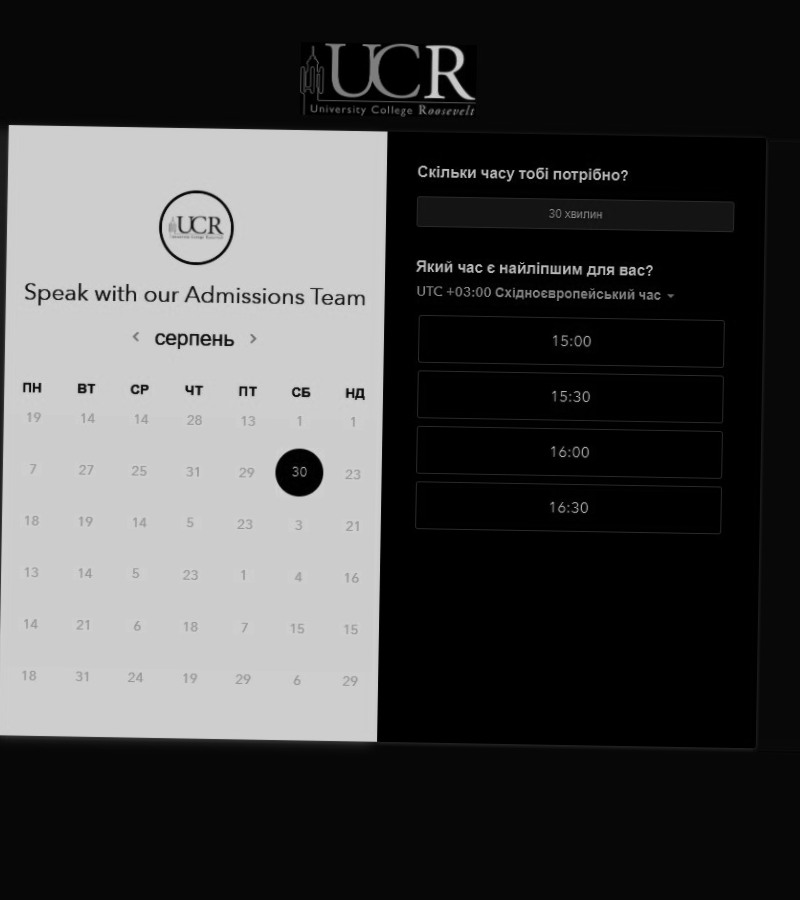 UCR
University College Roosevelt
UCR
University College Roosevelt
Speak with our Admissions Team
серпень
ПН ВТ СР ЧТ ПТ СБ НД
19 14 14 28 13 1 1
7 27 25 31 29 30 23
18 19 14 5 23 3 21
13 14 5 23 1 4 16
14 21 6 18 7 15 15
18 31 24 19 29 6 29
Скільки часу тобі потрібно?
30 хвилин
Який час є найліпшим для вас?
UTC +03:00 Східноєвропейський час
15:00
15:30
16:00
16:30